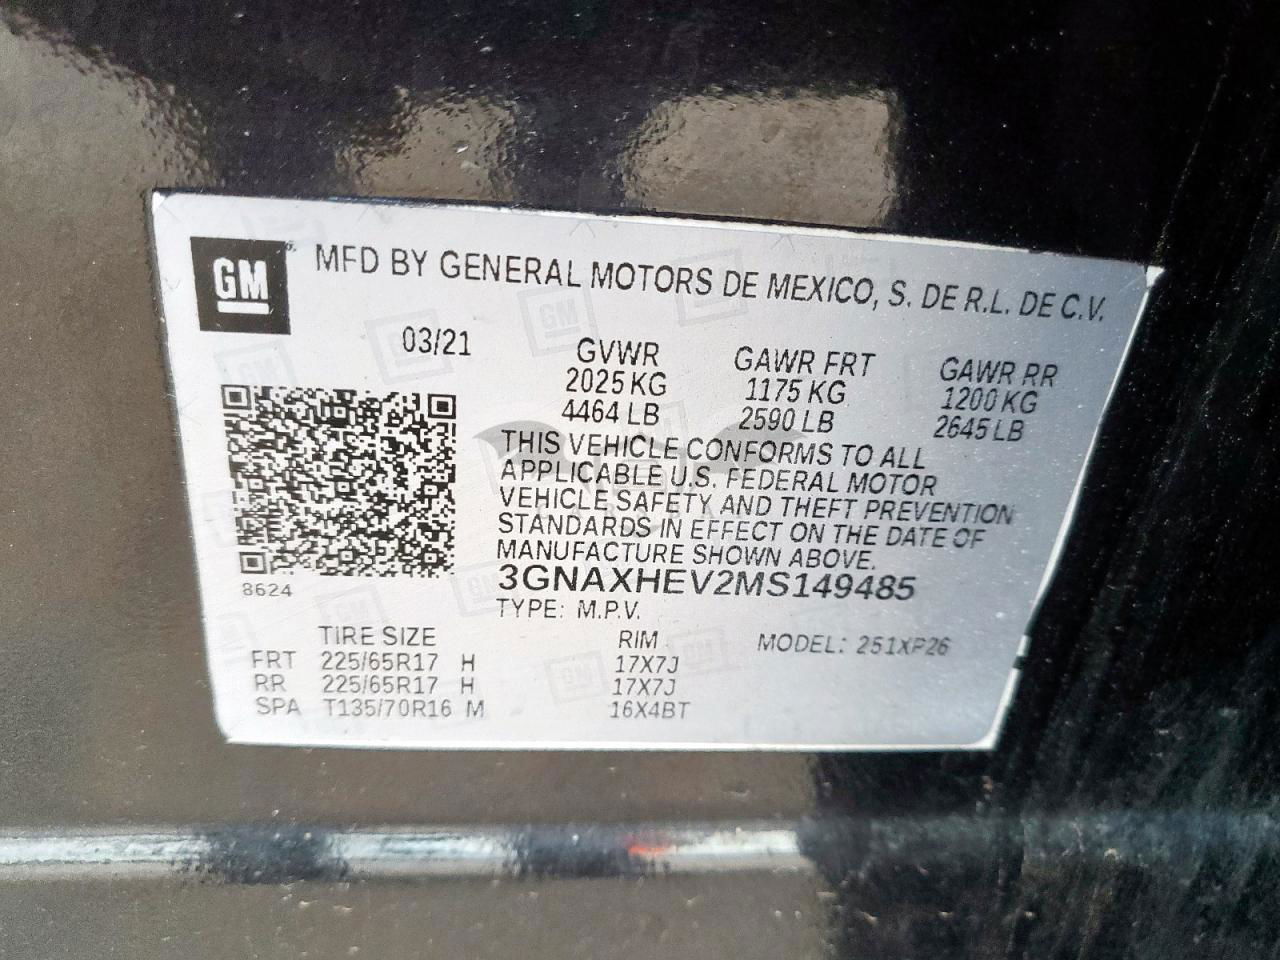 GM
MFD BY GENERAL MOTORS DE MEXICO, S. DE R.L. DE C.V.
03/21
GVWR GAWR FRT GAWR RR
2025 KG 1175 KG 1200 KG
4464 LB 2590 LB 2645 LB
THIS VEHICLE CONFORMS TO ALL
APPLICABLE U.S. FEDERAL MOTOR
VEHICLE SAFETY AND THEFT PREVENTION
STANDARDS IN EFFECT ON THE DATE OF
MANUFACTURE SHOWN ABOVE.
3GNAXHEV2MS149485
8624
TYPE: M.P.V.
TIRE SIZE RIM MODEL: 251XP26
FRT 225/65R17 H 17X7J
RR 225/65R17 H 17X7J
SPA T135/70R16 M 16X4BT